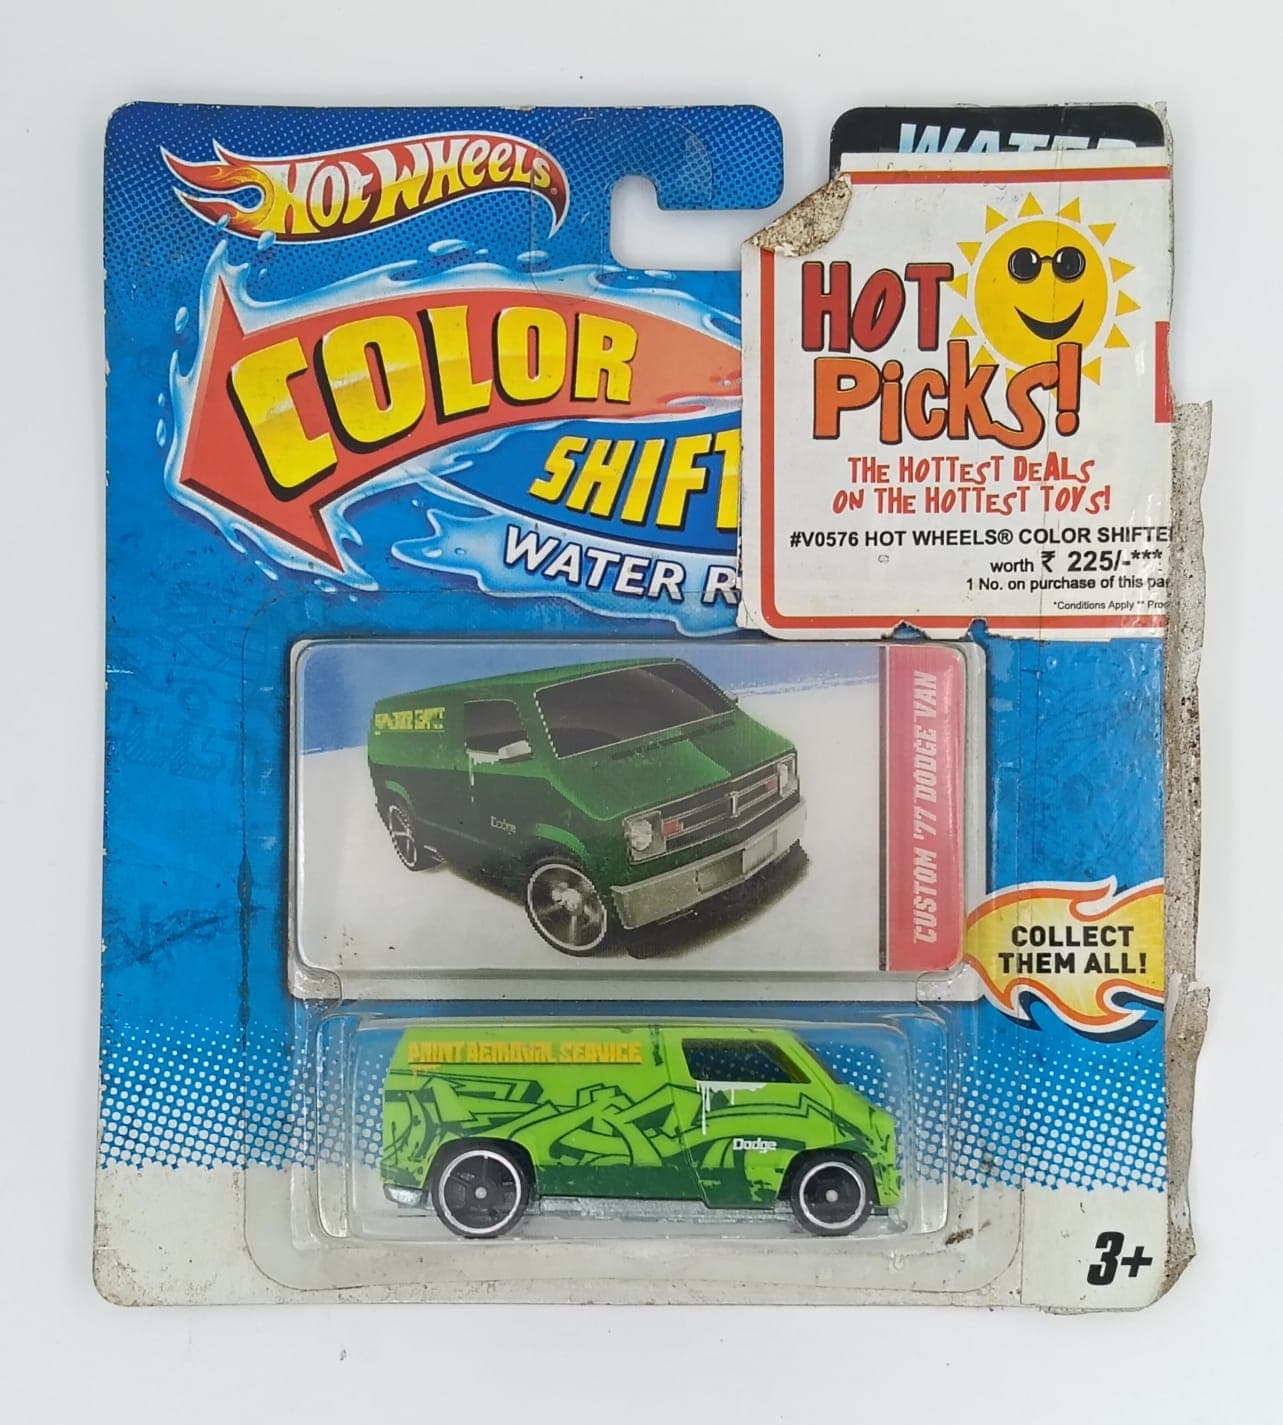 HOT WHEELS®
WATER
COLOR
SHIFT
WATER R
HOT
PICKS!
THE HOTTEST DEALS
ON THE HOTTEST TOYS!
#V0576 HOT WHEELS® COLOR SHIFTE
worth ₹ 225/-***
1 No. on purchase of this pa
*Conditions Apply ** Pro
CUSTOM '77 DODGE VAN
Dodge
COLLECT
THEM ALL!
PAINT REMOVAL SERVICE
Dodge
3+